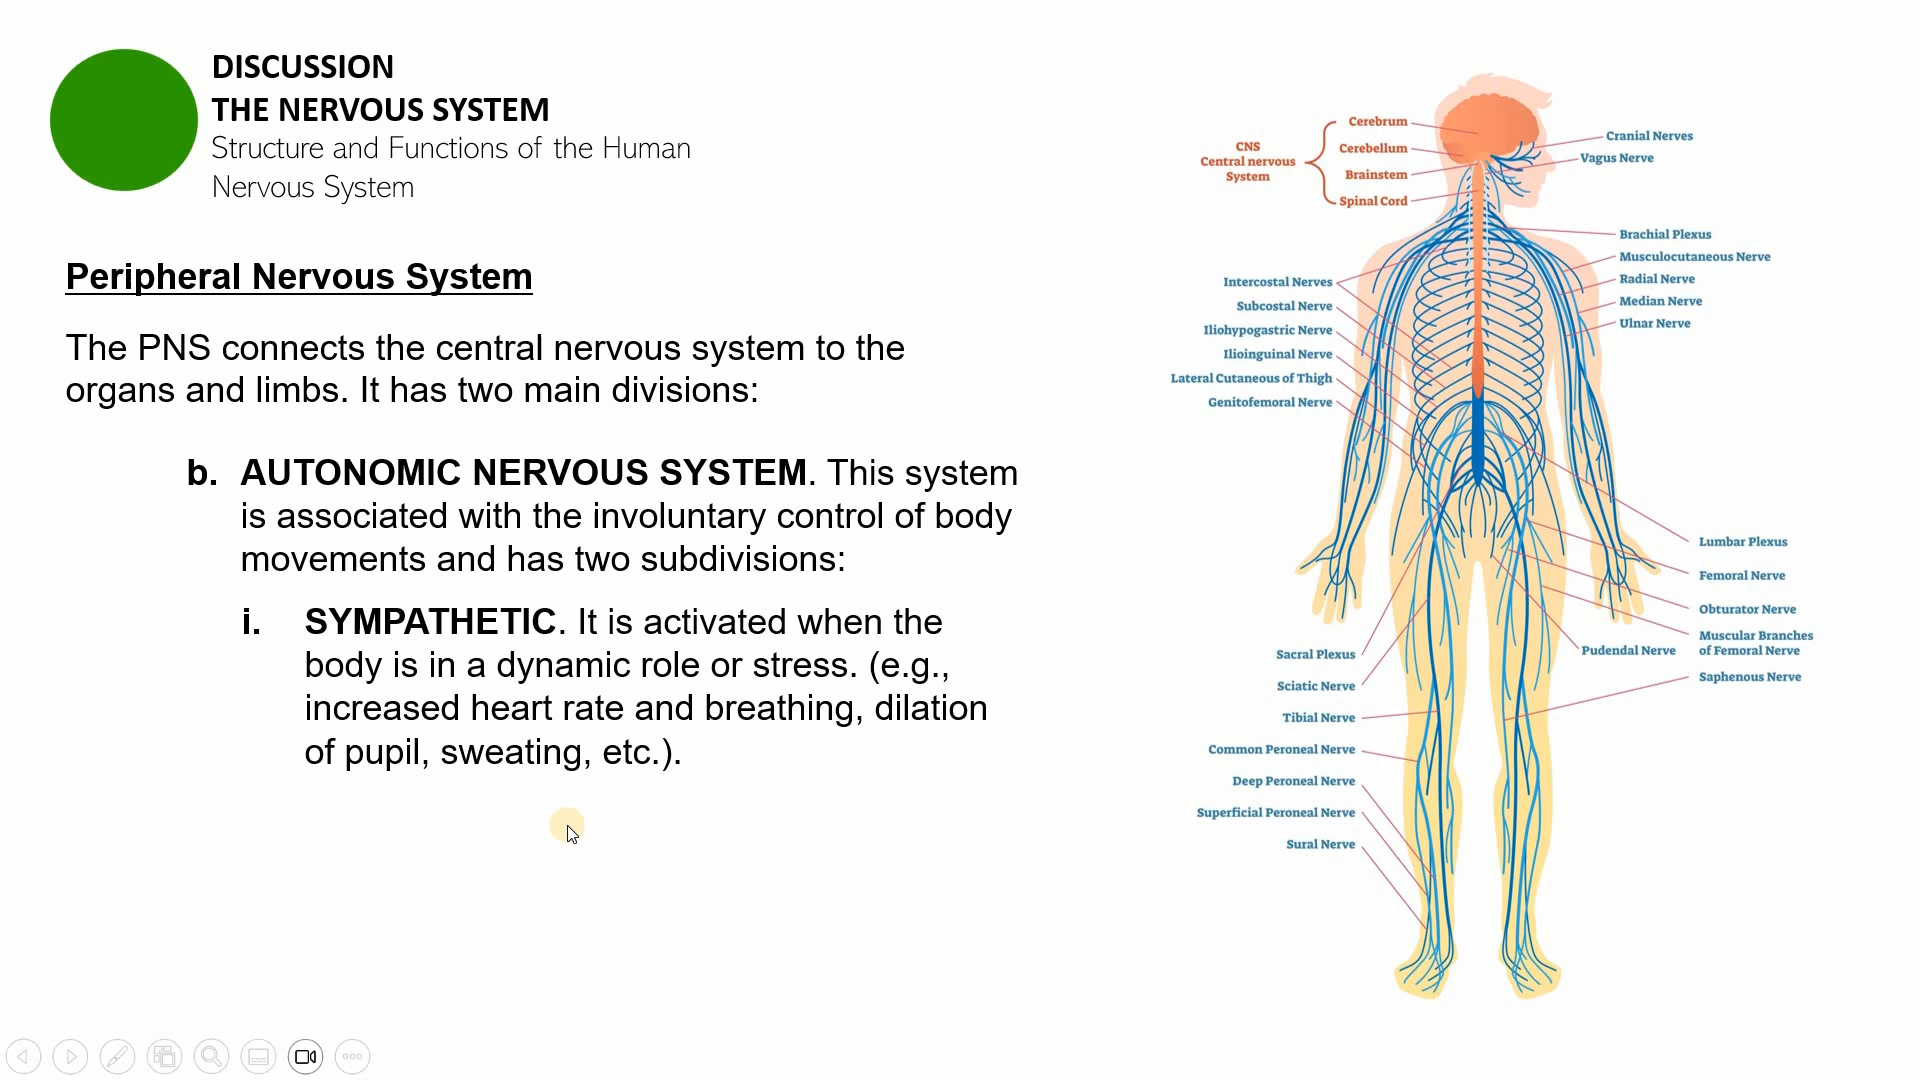 DISCUSSION
THE NERVOUS SYSTEM
Structure and Functions of the Human
Nervous System
Peripheral Nervous System
The PNS connects the central nervous system to the
organs and limbs. It has two main divisions:
b. AUTONOMIC NERVOUS SYSTEM. This system
is associated with the involuntary control of body
movements and has two subdivisions:
i. SYMPATHETIC. It is activated when the
body is in a dynamic role or stress. (e.g.,
increased heart rate and breathing, dilation
of pupil, sweating, etc.).
CNS
Central nervous
System
Cerebrum
Cerebellum
Brainstem
Spinal Cord
Cranial Nerves
Vagus Nerve
Brachial Plexus
Musculocutaneous Nerve
Radial Nerve
Median Nerve
Ulnar Nerve
Intercostal Nerves
Subcostal Nerve
Iliohypogastric Nerve
Ilioinguinal Nerve
Lateral Cutaneous of Thigh
Genitofemoral Nerve
Lumbar Plexus
Femoral Nerve
Obturator Nerve
Muscular Branches
of Femoral Nerve
Pudendal Nerve
Saphenous Nerve
Sacral Plexus
Sciatic Nerve
Tibial Nerve
Common Peroneal Nerve
Deep Peroneal Nerve
Superficial Peroneal Nerve
Sural Nerve